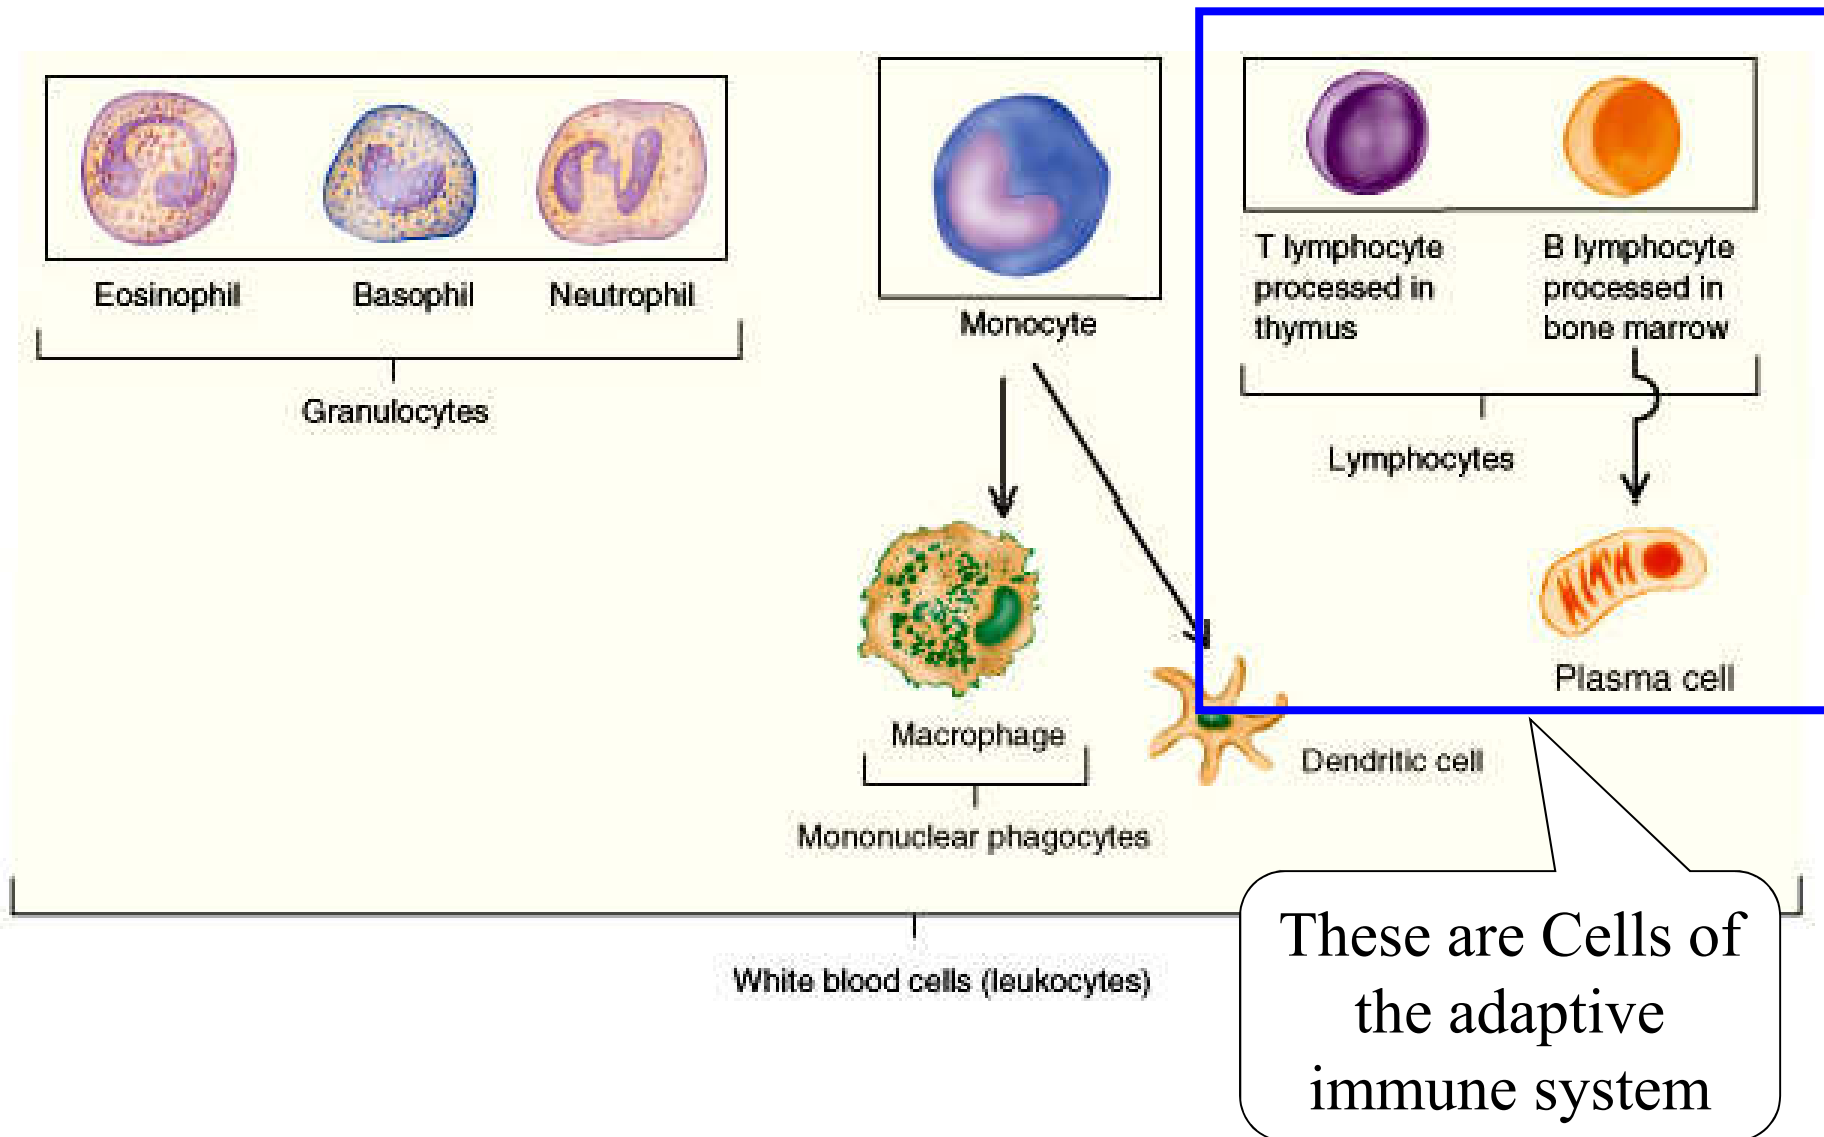 Eosinophil
Basophil
Neutrophil
Granulocytes
Monocyte
T lymphocyte
processed in
thymus
B lymphocyte
processed in
bone marrow
Lymphocytes
Plasma cell
Macrophage
Mononuclear phagocytes
Dendritic cell
White blood cells (leukocytes)
These are Cells of
the adaptive
immune system